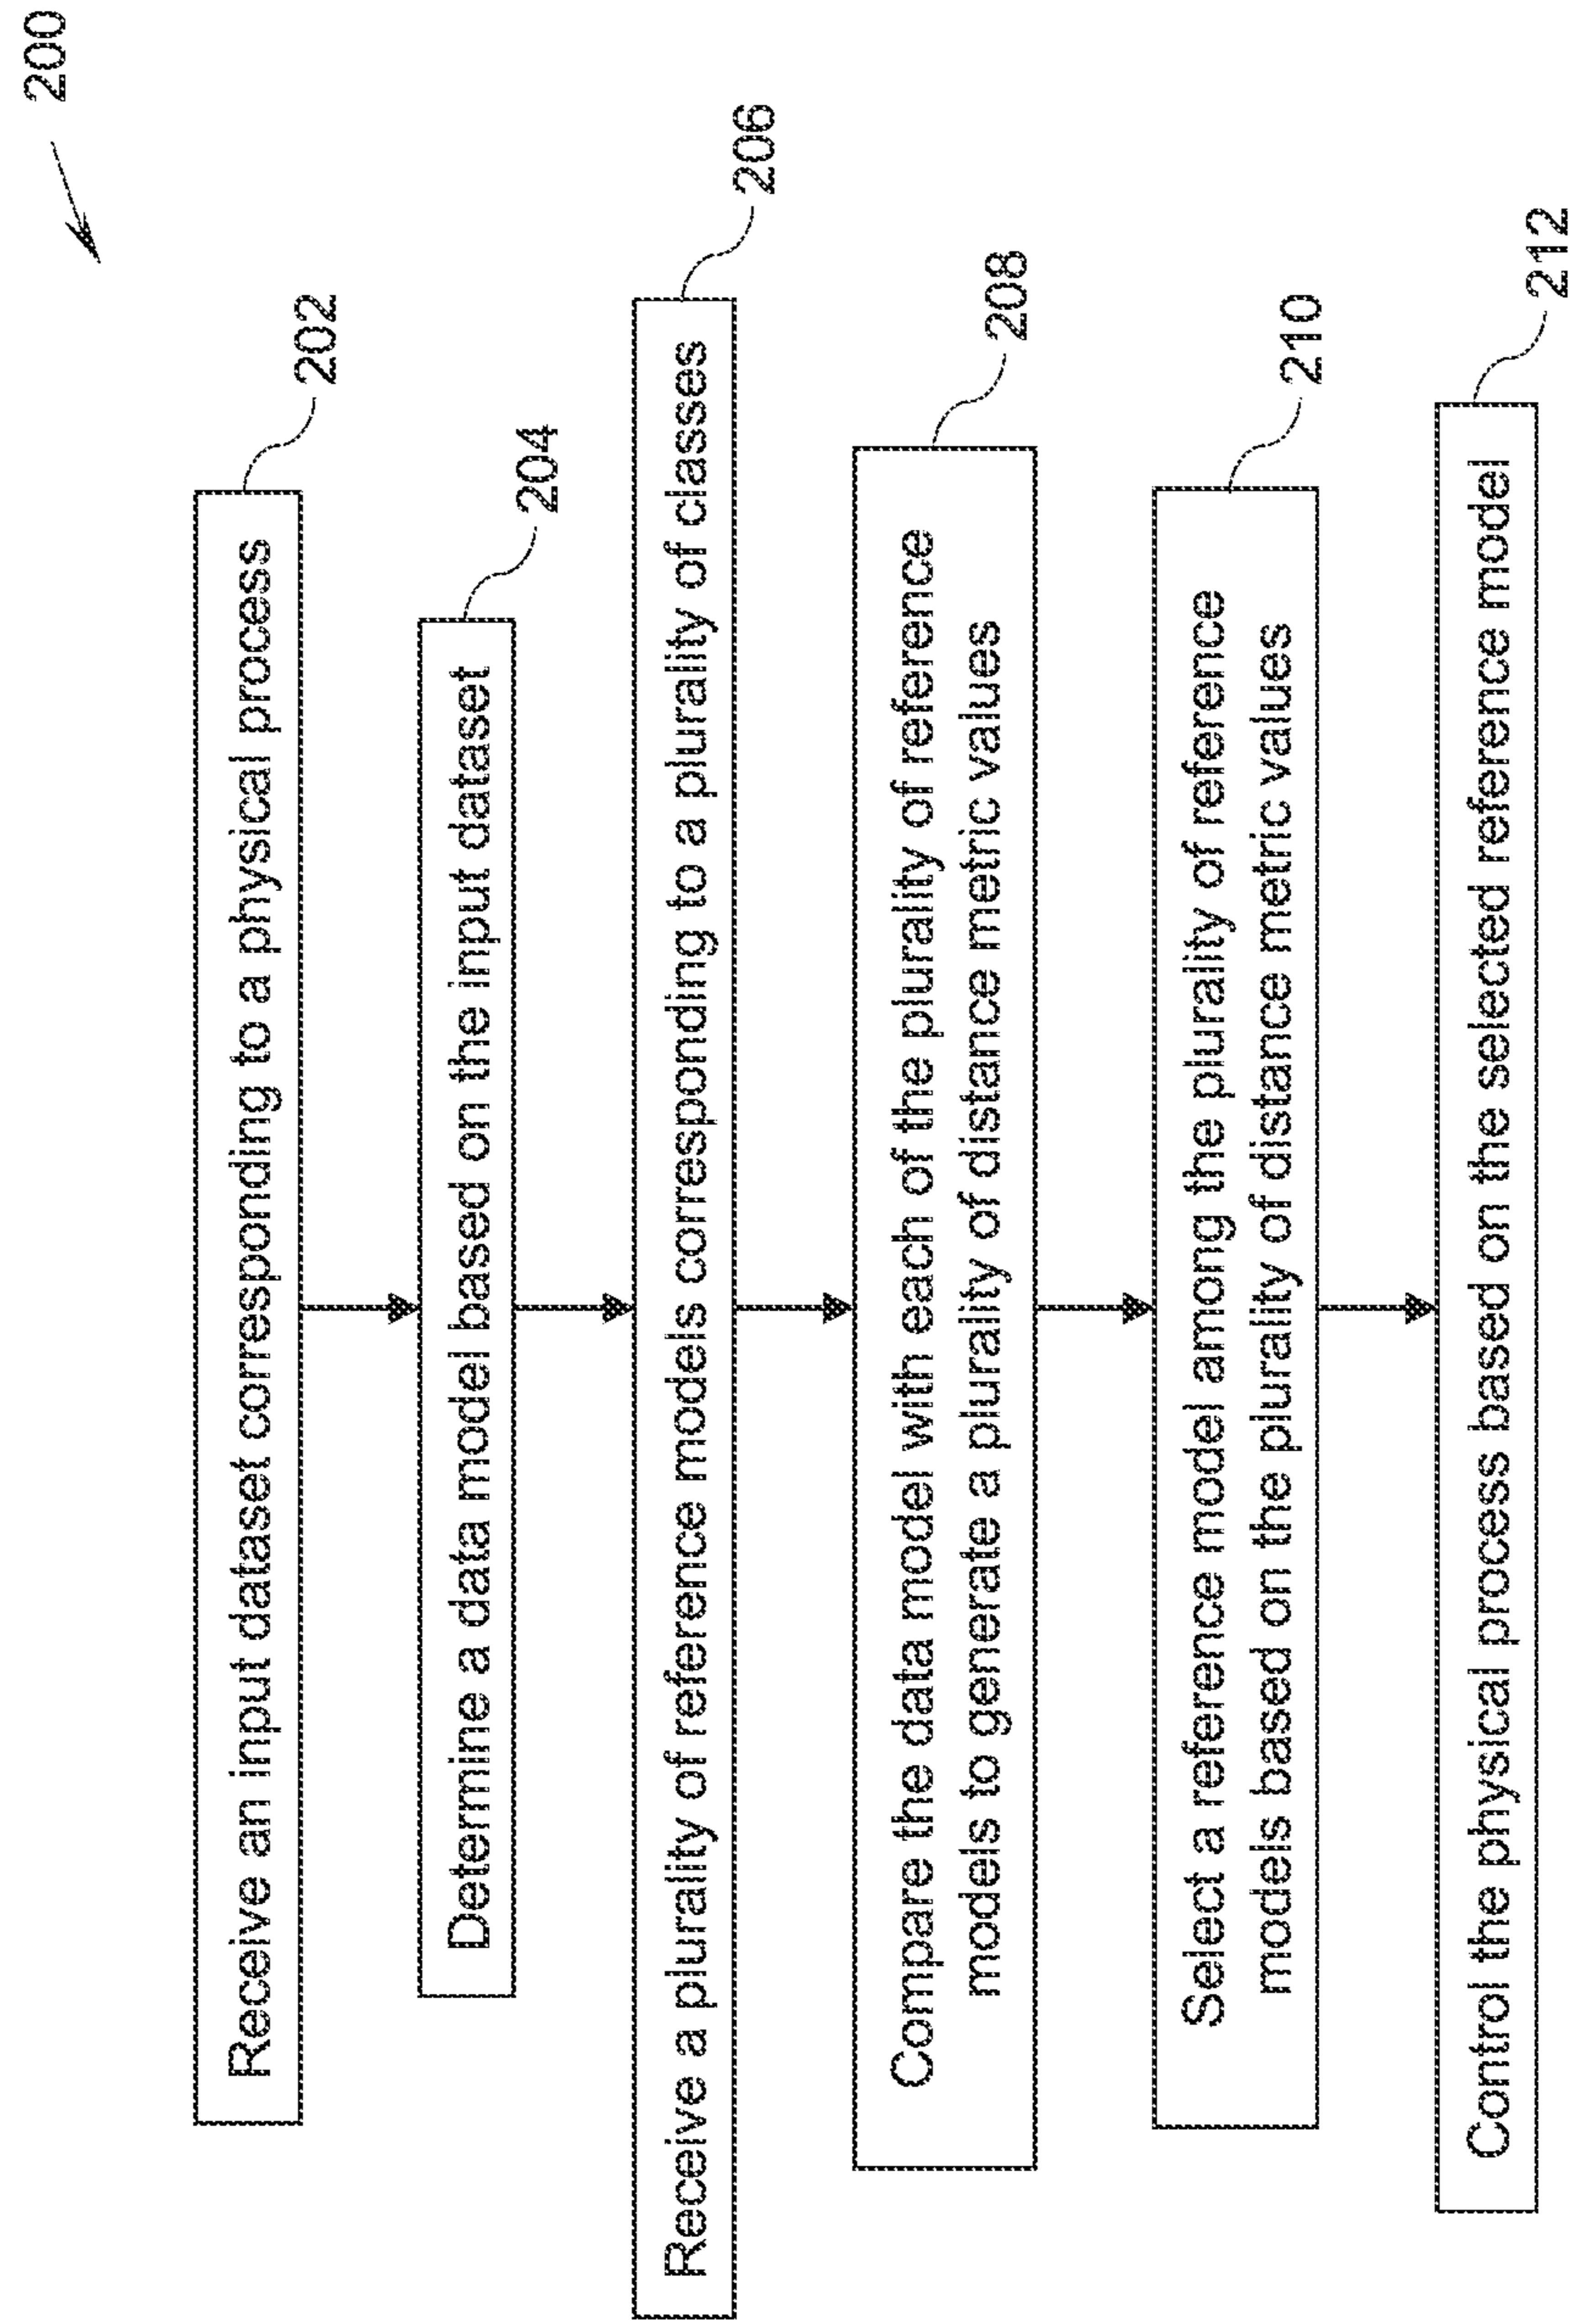 200
Receive an input dataset corresponding to a physical process
202
Determine a data model based on the input dataset
204
Receive a plurality of reference models corresponding to a plurality of classes
206
Compare the data model with each of the plurality of reference
models to generate a plurality of distance metric values
208
Select a reference model among the plurality of reference
models based on the plurality of distance metric values
210
Control the physical process based on the selected reference model
212